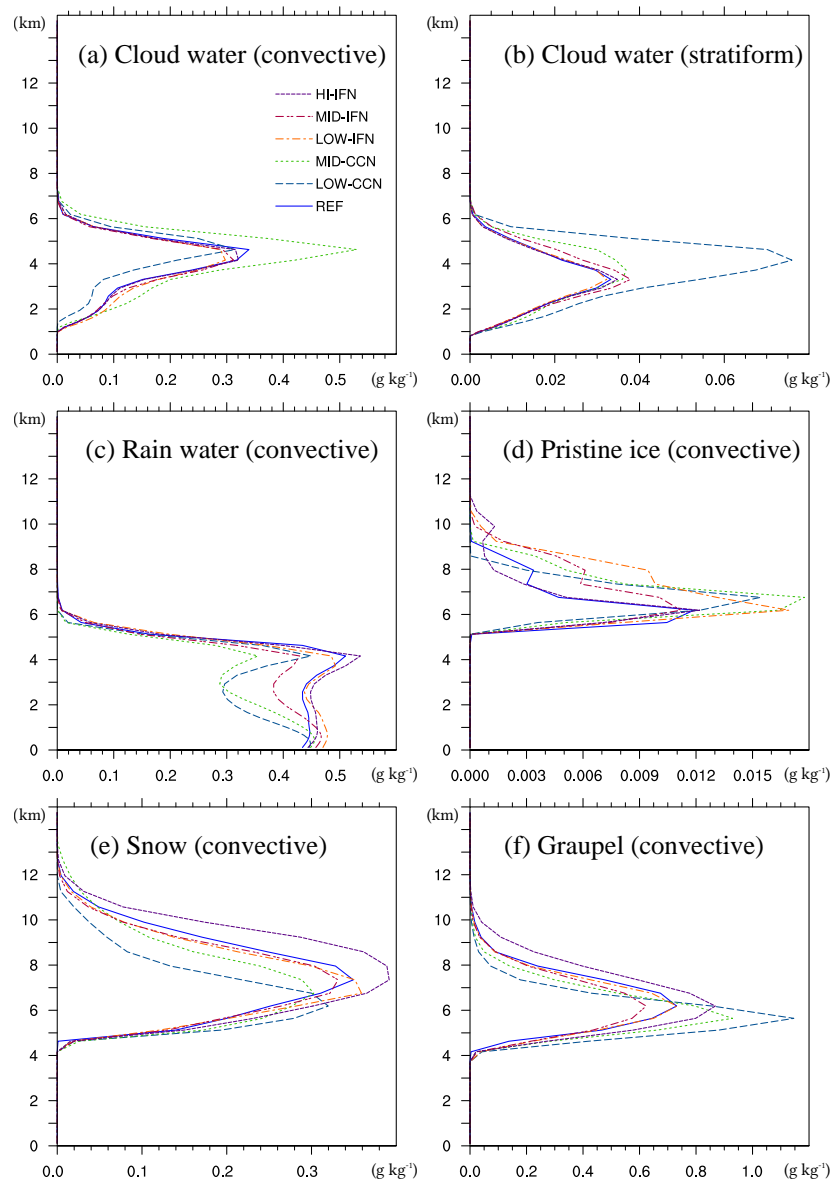 (km)
(a) Cloud water (convective)
HI-IFN
MID-IFN
LOW-IFN
MID-CCN
LOW-CCN
REF
14
12
10
8
6
4
2
0
0.0 0.1 0.2 0.3 0.4 0.5 (g kg⁻¹)
(km)
(b) Cloud water (stratiform)
12
10
8
6
4
2
0
0.00 0.02 0.04 0.06 (g kg⁻¹)
(km)
(c) Rain water (convective)
12
10
8
6
4
2
0
0.0 0.1 0.2 0.3 0.4 0.5 (g kg⁻¹)
(km)
(d) Pristine ice (convective)
12
10
8
6
4
2
0
0.000 0.003 0.006 0.009 0.012 0.015 (g kg⁻¹)
(km)
(e) Snow (convective)
12
10
8
6
4
2
0
0.0 0.1 0.2 0.3 (g kg⁻¹)
(km)
(f) Graupel (convective)
12
10
8
6
4
2
0
0.0 0.2 0.4 0.6 0.8 1.0 (g kg⁻¹)